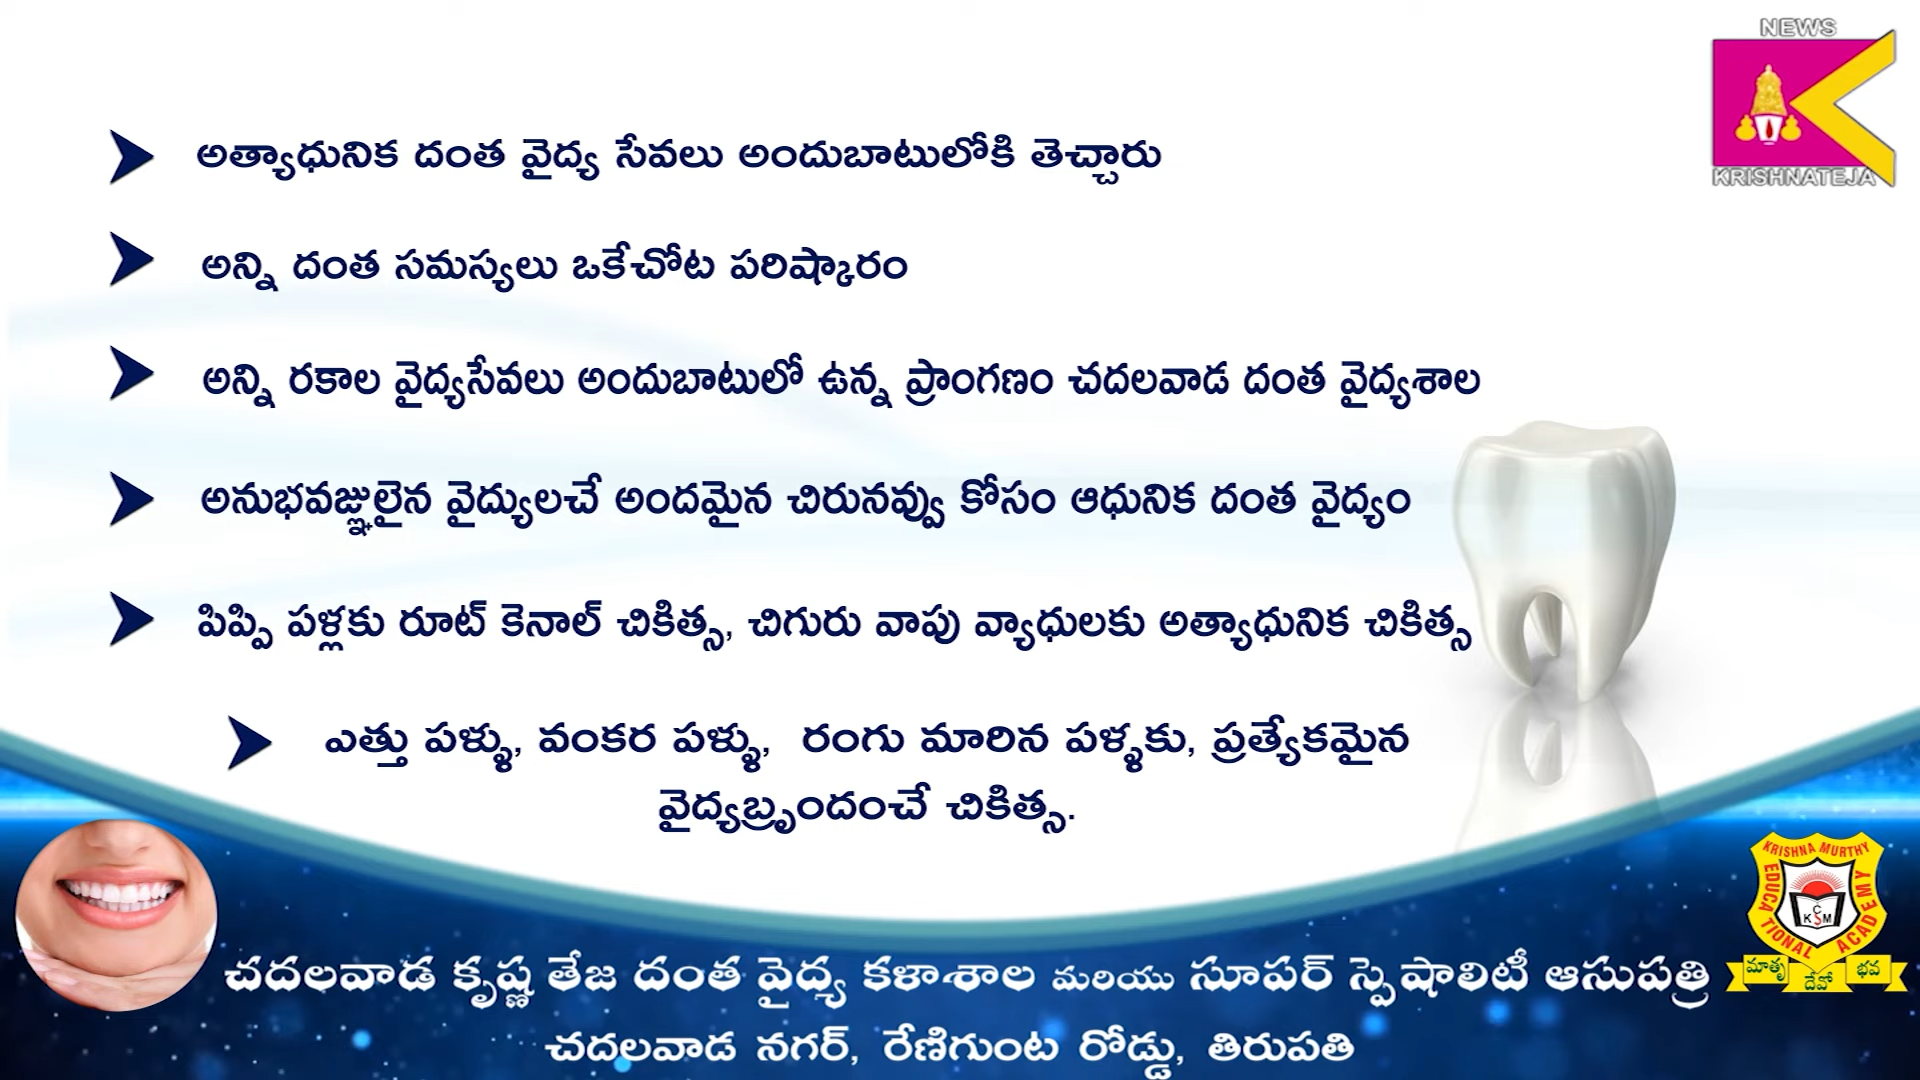 NEWS
KRISHNATEJA
అత్యాధునిక దంత వైద్య సేవలు అందుబాటులోకి తెచ్చారు
అన్ని దంత సమస్యలు ఒకేచోట పరిష్కారం
అన్ని రకాల వైద్యసేవలు అందుబాటులో ఉన్న ప్రాంగణం చదలవాడ దంత వైద్యశాల
అనుభవజ్ఞులైన వైద్యులచే అందమైన చిరునవ్వు కోసం ఆధునిక దంత వైద్యం
పిప్పి పళ్లకు రూట్ కెనాల్ చికిత్స, చిగురు వాపు వ్యాధులకు అత్యాధునిక చికిత్స
ఎత్తు పళ్ళు, వంకర పళ్ళు, రంగు మారిన పళ్ళకు, ప్రత్యేకమైన
వైద్యబ్రృందంచే చికిత్స.
KRISHNA MURTHY
EDUCATIONAL ACADEMY
KCSM
మాతృ దేవో భవ
చదలవాడ కృష్ణ తేజ దంత వైద్య కళాశాల మరియు సూపర్ స్పెషాలిటీ ఆసుపత్రి
చదలవాడ నగర్, రేణిగుంట రోడ్డు, తిరుపతి